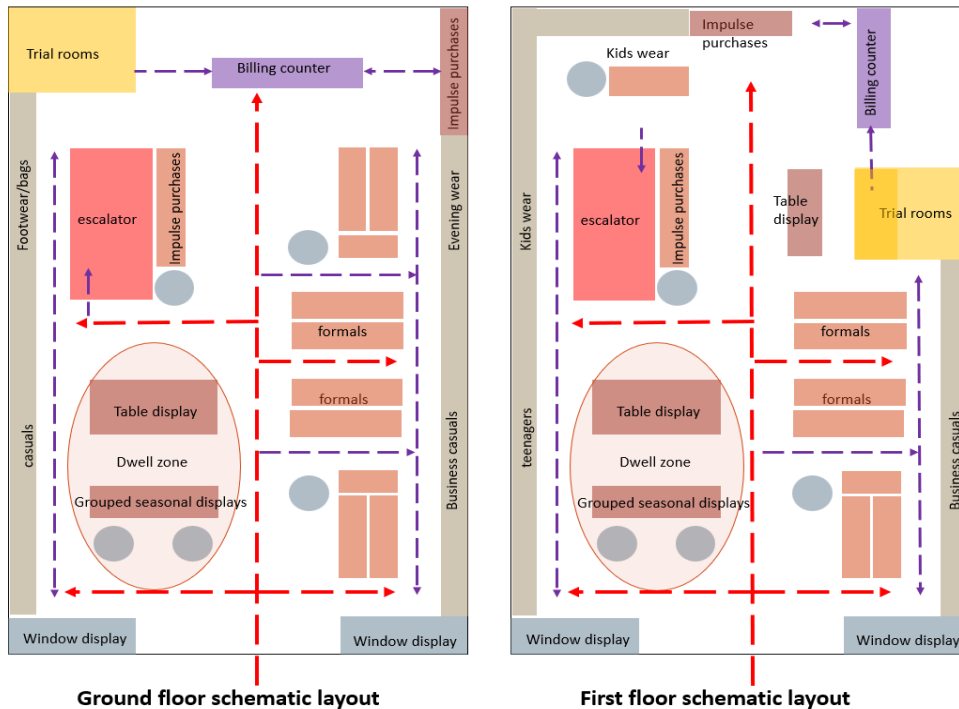 Trial rooms
Billing counter
Impulse purchases
Footwear/bags
escalator
Impulse purchases
Evening wear
formals
formals
Table display
casuals
Dwell zone
Grouped seasonal displays
Business casuals
Window display
Window display
Ground floor schematic layout
Impulse
purchases
Kids wear
Billing counter
Kids wear
escalator
Impulse purchases
Table
display
Trial rooms
formals
formals
Table display
teenagers
Dwell zone
Grouped seasonal displays
Business casuals
Window display
Window display
First floor schematic layout